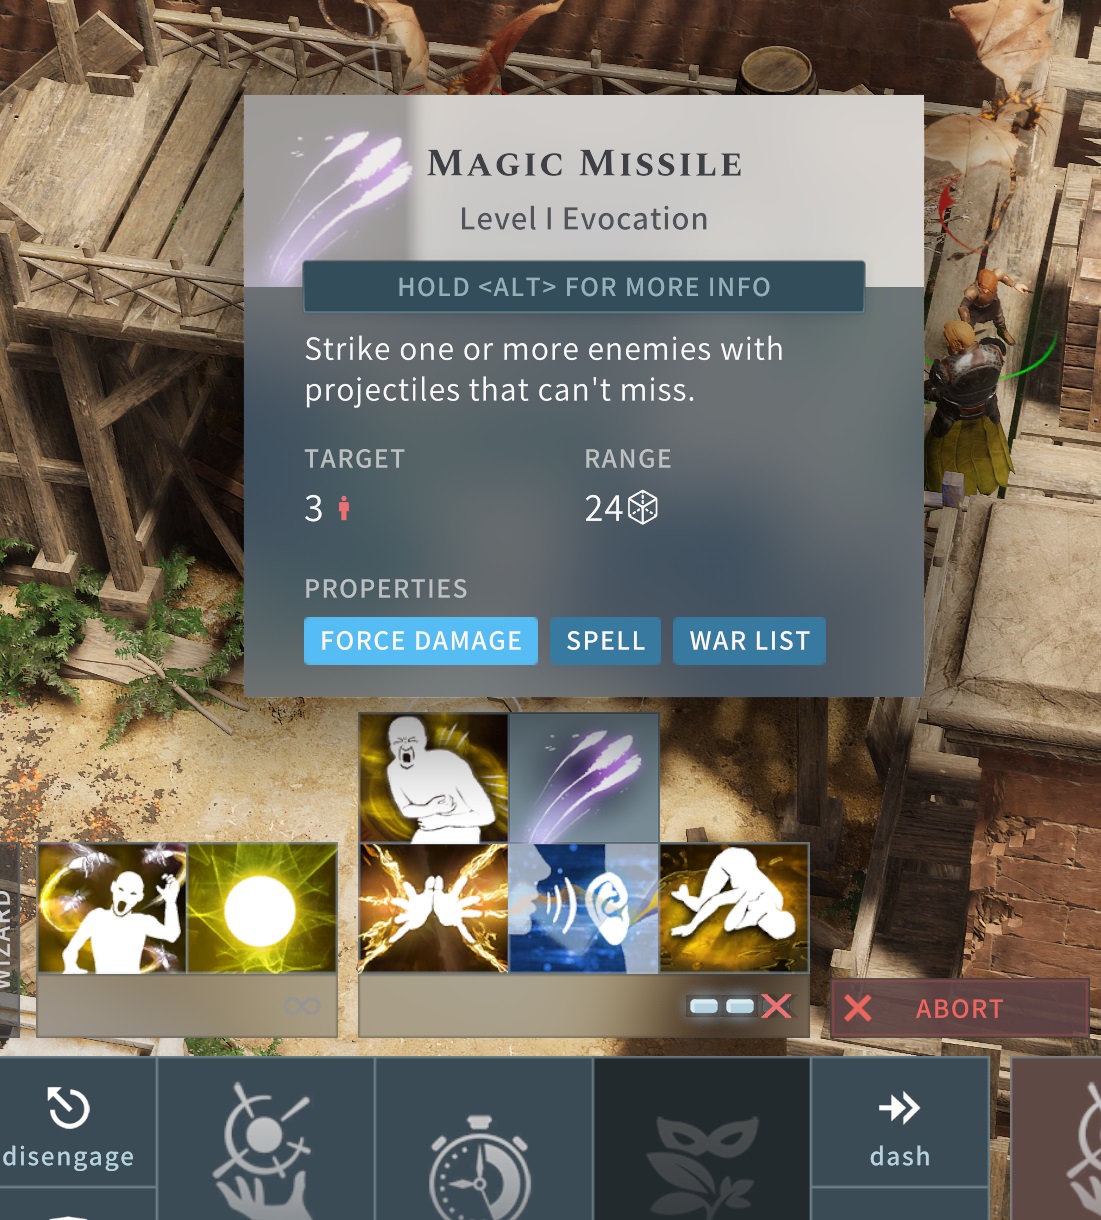 Magic Missile
Level I Evocation
HOLD <ALT> FOR MORE INFO
Strike one or more enemies with
projectiles that can't miss.
TARGET
RANGE
3
24
PROPERTIES
FORCE DAMAGE
SPELL
WAR LIST
WIZARD
ABORT
disengage
dash